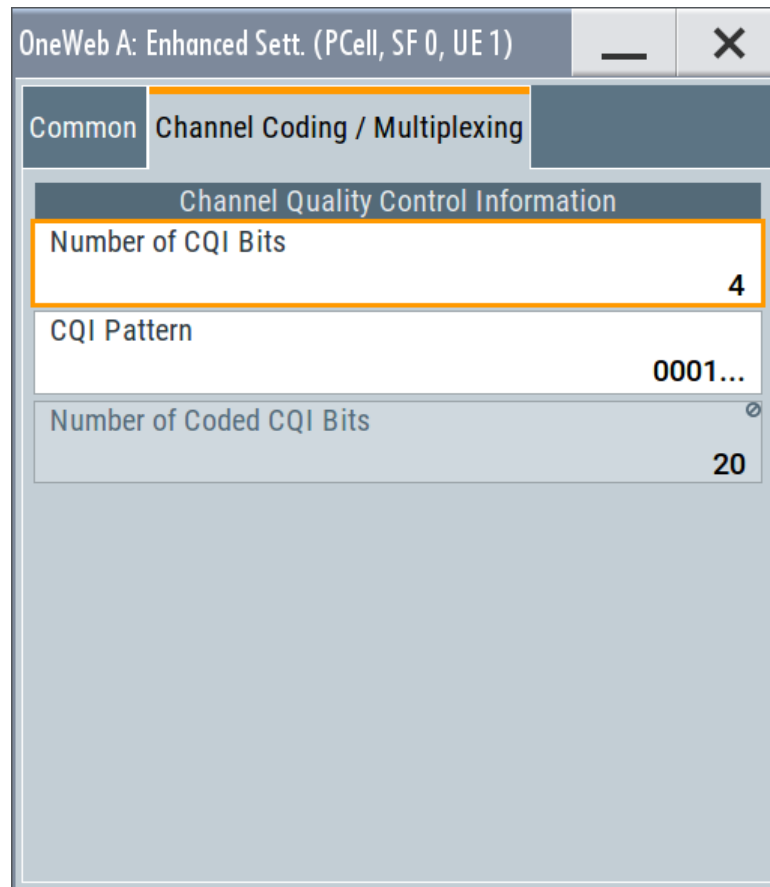 OneWeb A: Enhanced Sett. (PCell, SF 0, UE 1)
Common Channel Coding / Multiplexing
Channel Quality Control Information
Number of CQI Bits
4
CQI Pattern
0001...
Number of Coded CQI Bits
20